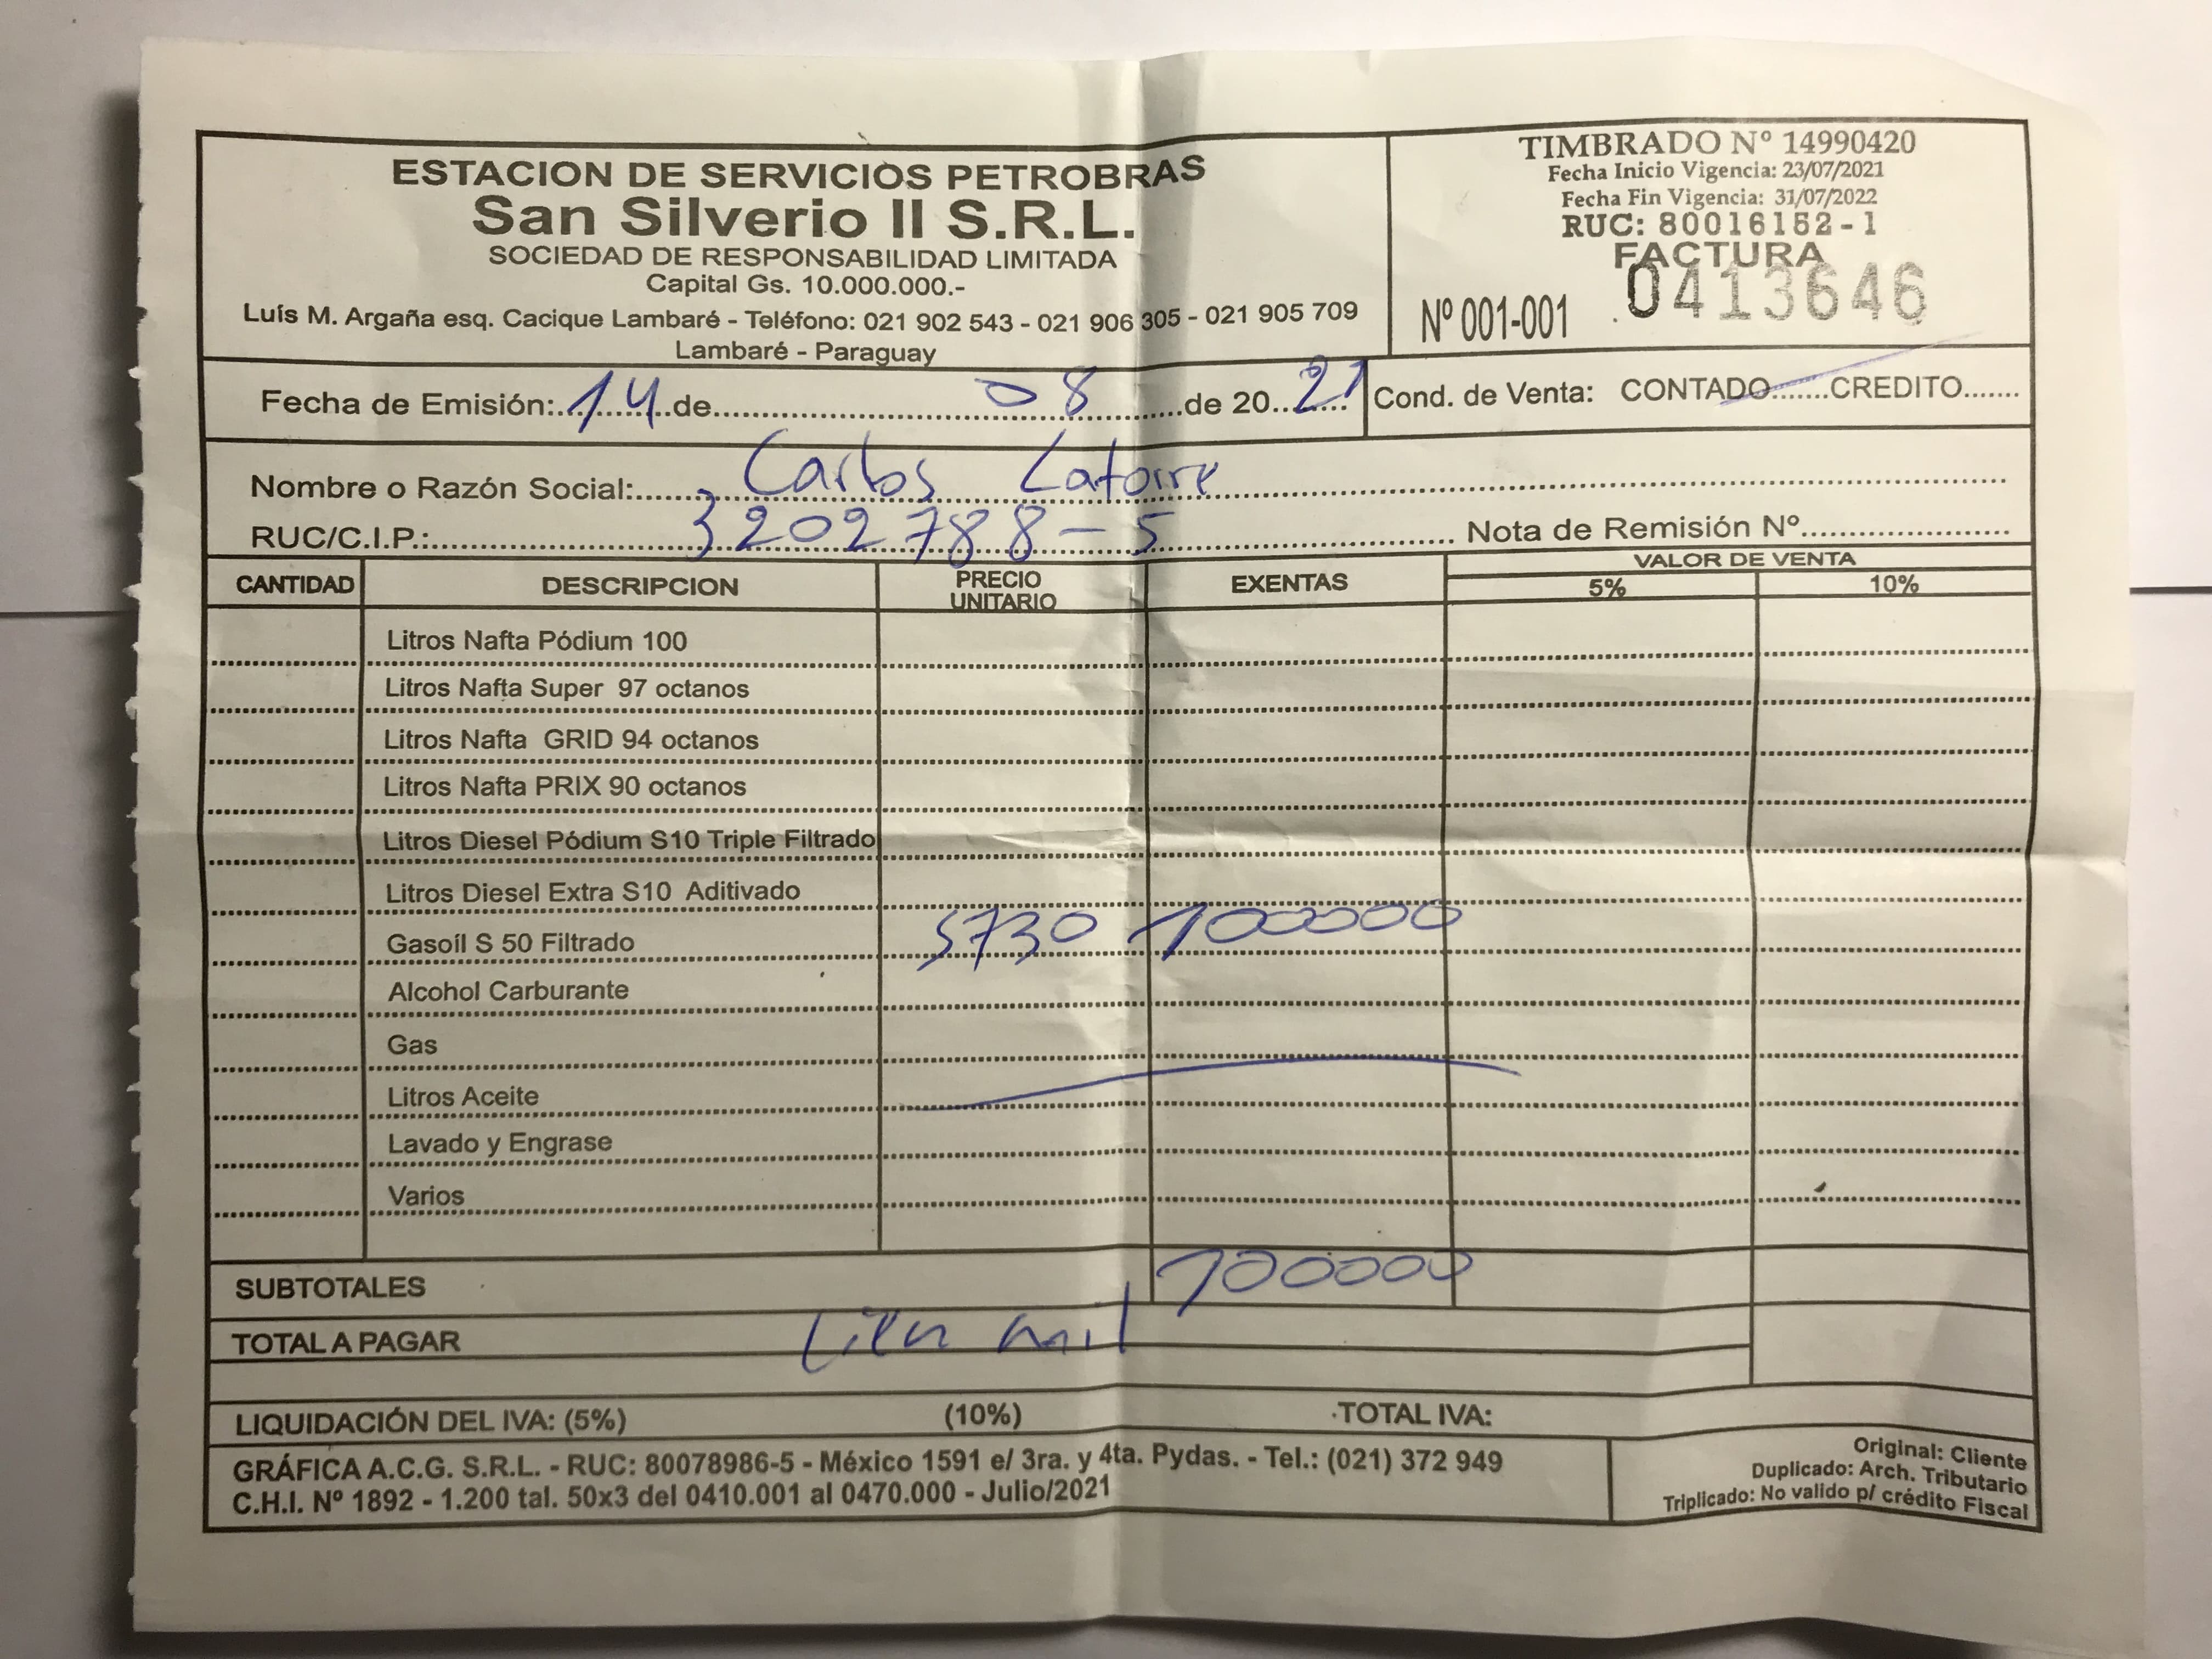 ESTACION DE SERVICIOS PETROBRAS
San Silverio II S.R.L.
SOCIEDAD DE RESPONSABILIDAD LIMITADA
Capital Gs. 10.000.000.-
Luís M. Argaña esq. Cacique Lambaré - Teléfono: 021 902 543 - 021 906 305 - 021 905 709
Lambaré - Paraguay
TIMBRADO Nº 14990420
Fecha Inicio Vigencia: 23/07/2021
Fecha Fin Vigencia: 31/07/2022
RUC: 80016152-1
FACTURA
Nº 001-001 0413646
Fecha de Emisión: 14 de 08 de 20 21 Cond. de Venta: CONTADO.......CREDITO.......
Nombre o Razón Social: Carlos Latorre
RUC/C.I.P.: 3202788-5 Nota de Remisión Nº
CANTIDAD DESCRIPCION PRECIO UNITARIO EXENTAS VALOR DE VENTA 5% 10%
Litros Nafta Pódium 100
Litros Nafta Super 97 octanos
Litros Nafta GRID 94 octanos
Litros Nafta PRIX 90 octanos
Litros Diesel Pódium S10 Triple Filtrado
Litros Diesel Extra S10 Aditivado
Gasoíl S 50 Filtrado 5730 100000
Alcohol Carburante
Gas
Litros Aceite
Lavado y Engrase
Varios
SUBTOTALES 100000
TOTAL A PAGAR Cien mil
LIQUIDACIÓN DEL IVA: (5%) (10%) TOTAL IVA:
GRÁFICA A.C.G. S.R.L. - RUC: 80078986-5 - México 1591 e/ 3ra. y 4ta. Pydas. - Tel.: (021) 372 949
C.H.I. Nº 1892 - 1.200 tal. 50x3 del 0410.001 al 0470.000 - Julio/2021
Original: Cliente
Duplicado: Arch. Tributario
Triplicado: No valido p/ crédito Fiscal